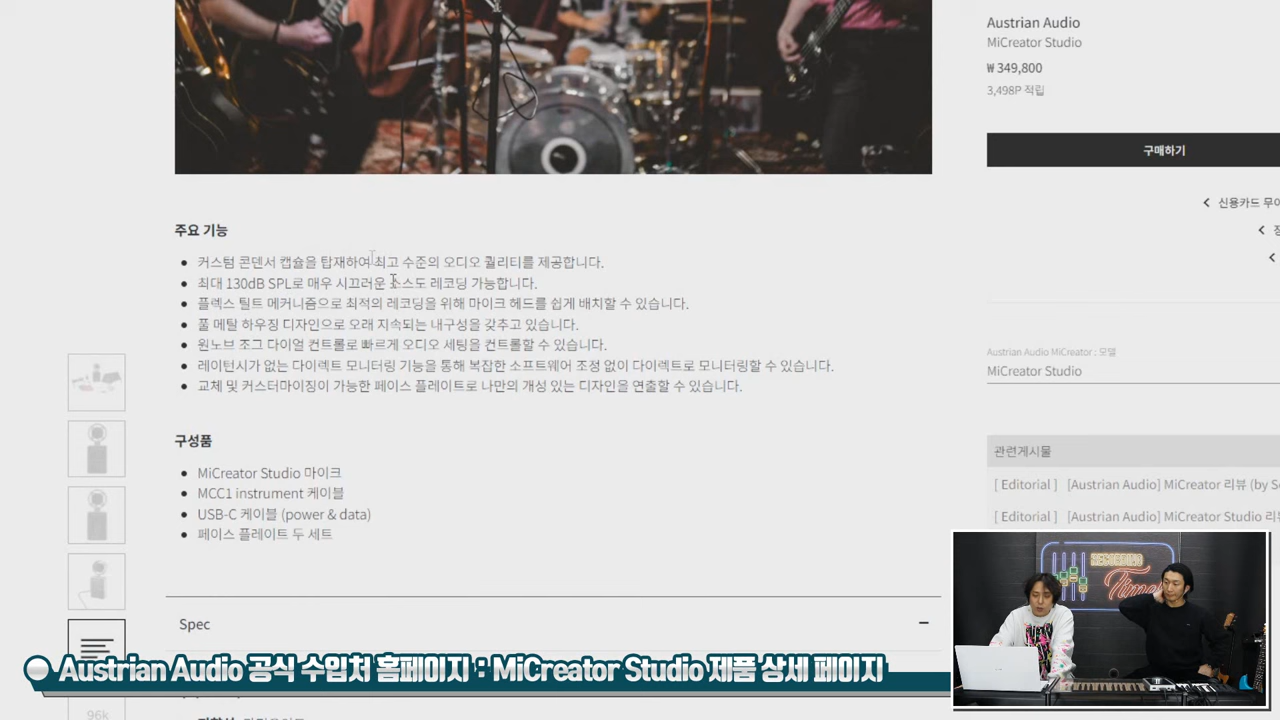 Austrian Audio
MiCreator Studio
₩ 349,800
3,498P 적립
구매하기
신용카드 무이
장
주요 기능
커스텀 콘덴서 캡슐을 탑재하여 최고 수준의 오디오 퀄리티를 제공합니다.
최대 130dB SPL로 매우 시끄러운 소스도 레코딩 가능합니다.
플렉스 틸트 메커니즘으로 최적의 레코딩을 위해 마이크 헤드를 쉽게 배치할 수 있습니다.
풀 메탈 하우징 디자인으로 오래 지속되는 내구성을 갖추고 있습니다.
원노브 조그 다이얼 컨트롤로 빠르게 오디오 세팅을 컨트롤할 수 있습니다.
레이턴시가 없는 다이렉트 모니터링 기능을 통해 복잡한 소프트웨어 조정 없이 다이렉트로 모니터링할 수 있습니다.
교체 및 커스터마이징이 가능한 페이스 플레이트로 나만의 개성 있는 디자인을 연출할 수 있습니다.
Austrian Audio MiCreator : 모델
MiCreator Studio
구성품
MiCreator Studio 마이크
MCC1 instrument 케이블
USB-C 케이블 (power & data)
페이스 플레이트 두 세트
관련게시물
[ Editorial ] [Austrian Audio] MiCreator 리뷰 (by S
[ Editorial ] [Austrian Audio] MiCreator Studio 리
Spec
RECORDING
Time
Austrian Audio 공식 수입처 홈페이지 : MiCreator Studio 제품 상세 페이지
96k